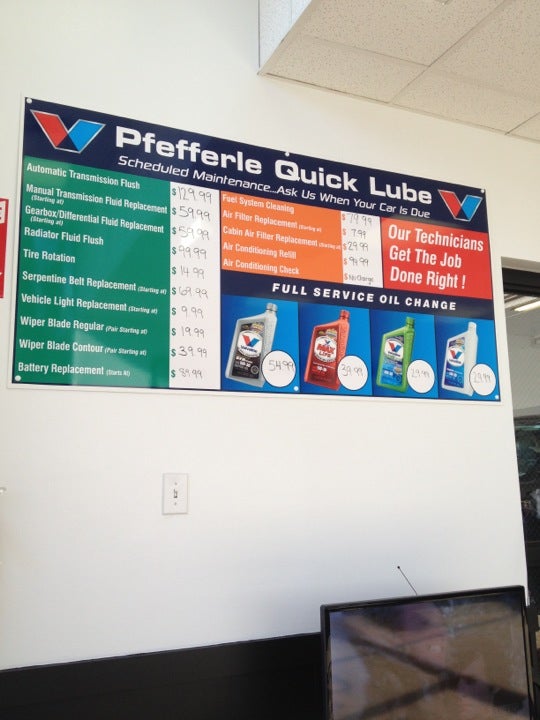 Pfefferle Quick Lube
Scheduled Maintenance...Ask Us When Your Car Is Due
Automatic Transmission Flush $129.99
Manual Transmission Fluid Replacement $59.99
(Starting at)
Gearbox/Differential Fluid Replacement $59.99
(Starting at)
Radiator Fluid Flush $99.99
Tire Rotation $14.99
Serpentine Belt Replacement (Starting at) $
Vehicle Light Replacement (Starting at) $9.99
Wiper Blade Regular (Pair Starting at) $19.99
Wiper Blade Contour (Pair Starting at) $39.99
Battery Replacement (Starts At) $89.99
Fuel System Cleaning $79.99
Air Filter Replacement (Starting at) $7.99
Cabin Air Filter Replacement (Starting at) $29.99
Air Conditioning Refill $99.99
Air Conditioning Check $No Charge
Our Technicians
Get The Job
Done Right !
FULL SERVICE OIL CHANGE
54.99 39.99 29.99